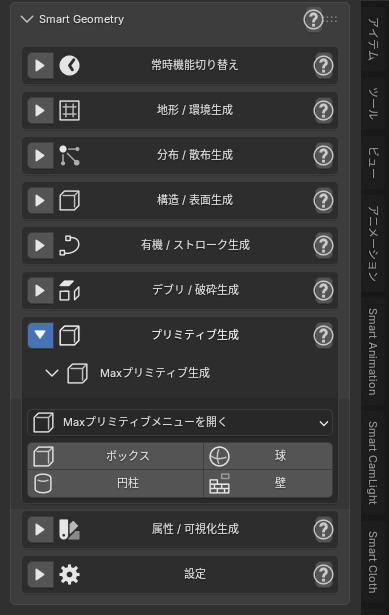 Smart Geometry
常時機能切り替え
地形 / 環境生成
分布 / 散布生成
構造 / 表面生成
有機 / ストローク生成
デブリ / 破砕生成
プリミティブ生成
Maxプリミティブ生成
Maxプリミティブメニューを開く
ボックス 球
円柱 壁
属性 / 可視化生成
設定
アイテム
ツール
ビュー
アニメーション
Smart Animation
Smart CamLight
Smart Cloth